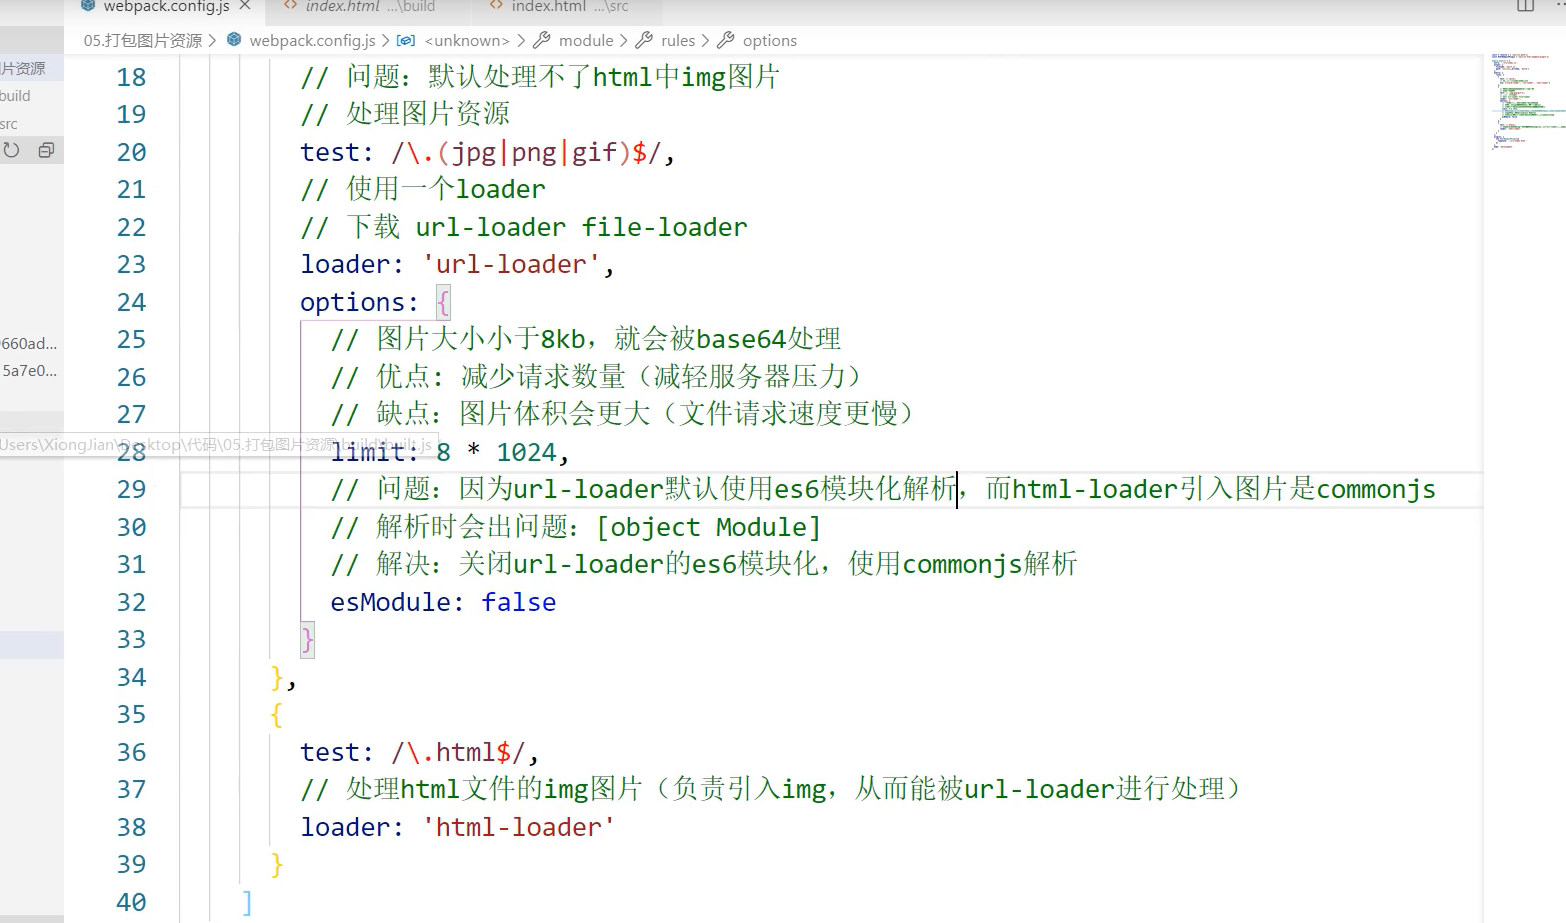 webpack.config.js
index.html ...\build
index.html ...\src
05.打包图片资源 > webpack.config.js > <unknown> > module > rules > options
片资源
build
src
660ad...
5a7e0...
Users\XiongJian\Desktop\代码\05.打包图片资源\build\built.js
18 // 问题：默认处理不了html中img图片
19 // 处理图片资源
20 test: /\.(jpg|png|gif)$/,
21 // 使用一个loader
22 // 下载 url-loader file-loader
23 loader: 'url-loader',
24 options: {
25 // 图片大小小于8kb，就会被base64处理
26 // 优点: 减少请求数量（减轻服务器压力）
27 // 缺点：图片体积会更大（文件请求速度更慢）
28 limit: 8 * 1024,
29 // 问题：因为url-loader默认使用es6模块化解析，而html-loader引入图片是commonjs
30 // 解析时会出问题：[object Module]
31 // 解决：关闭url-loader的es6模块化，使用commonjs解析
32 esModule: false
33 }
34 },
35 {
36 test: /\.html$/,
37 // 处理html文件的img图片（负责引入img，从而能被url-loader进行处理）
38 loader: 'html-loader'
39 }
40 ]